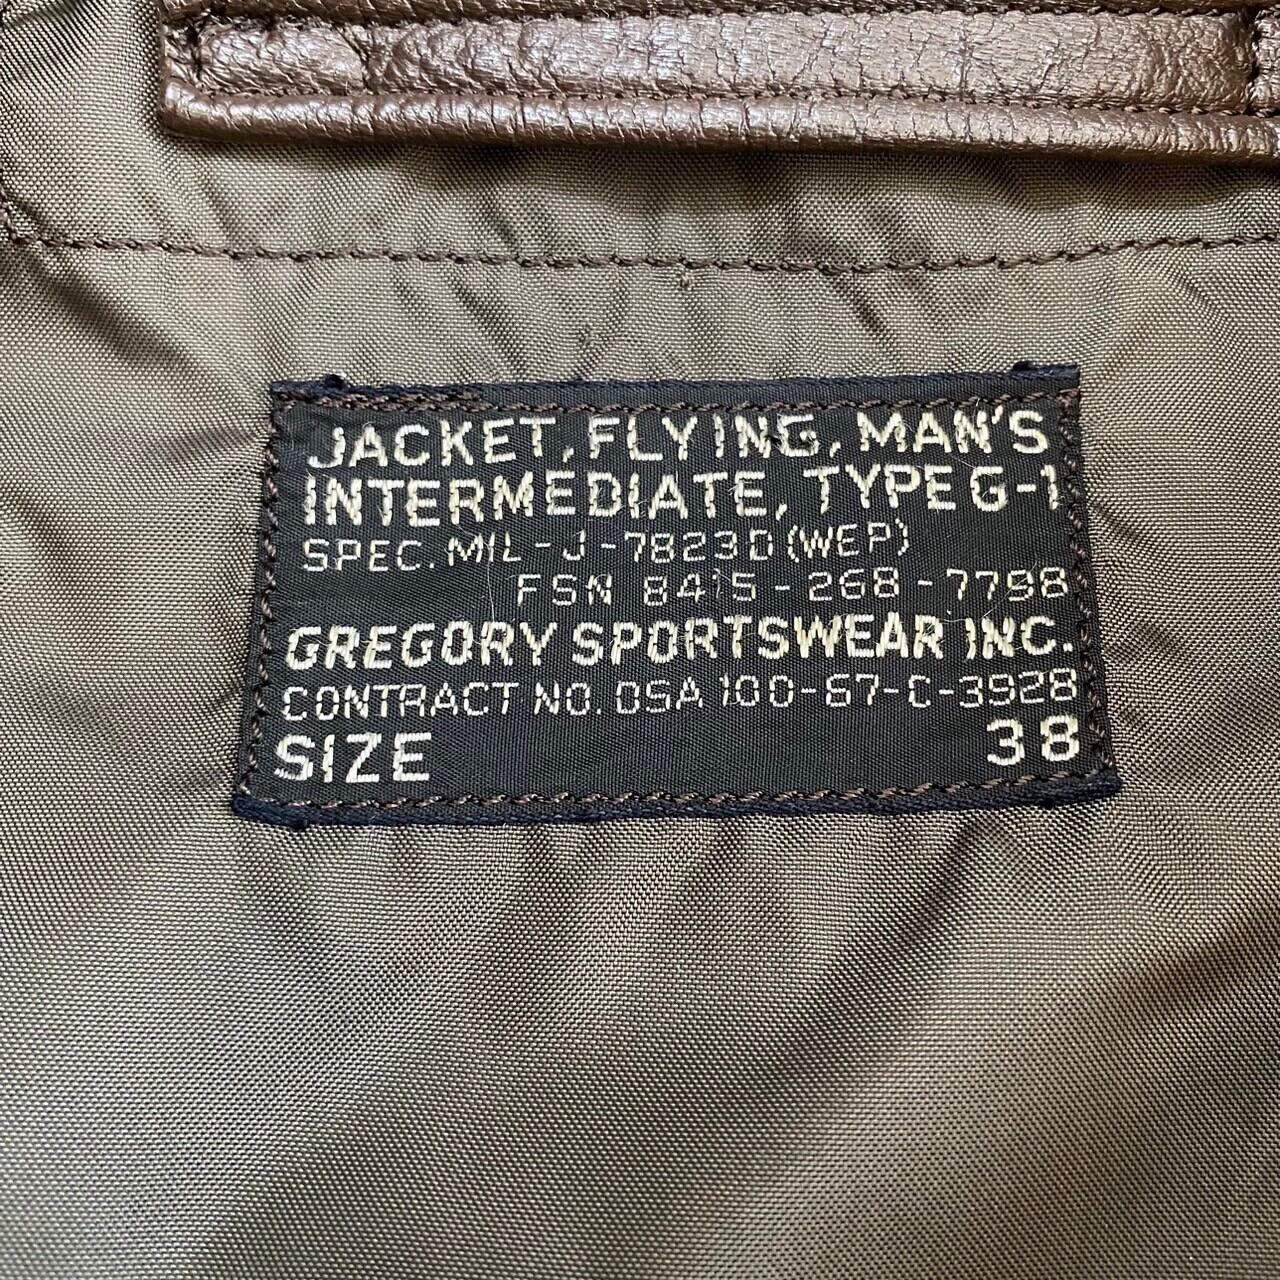 JACKET, FLYING, MAN'S
INTERMEDIATE, TYPE G-1
SPEC. MIL-J-7823D (WEP)
FSN 8415-268-7798
GREGORY SPORTSWEAR INC.
CONTRACT NO. DSA 100-67-C-3928
SIZE 38